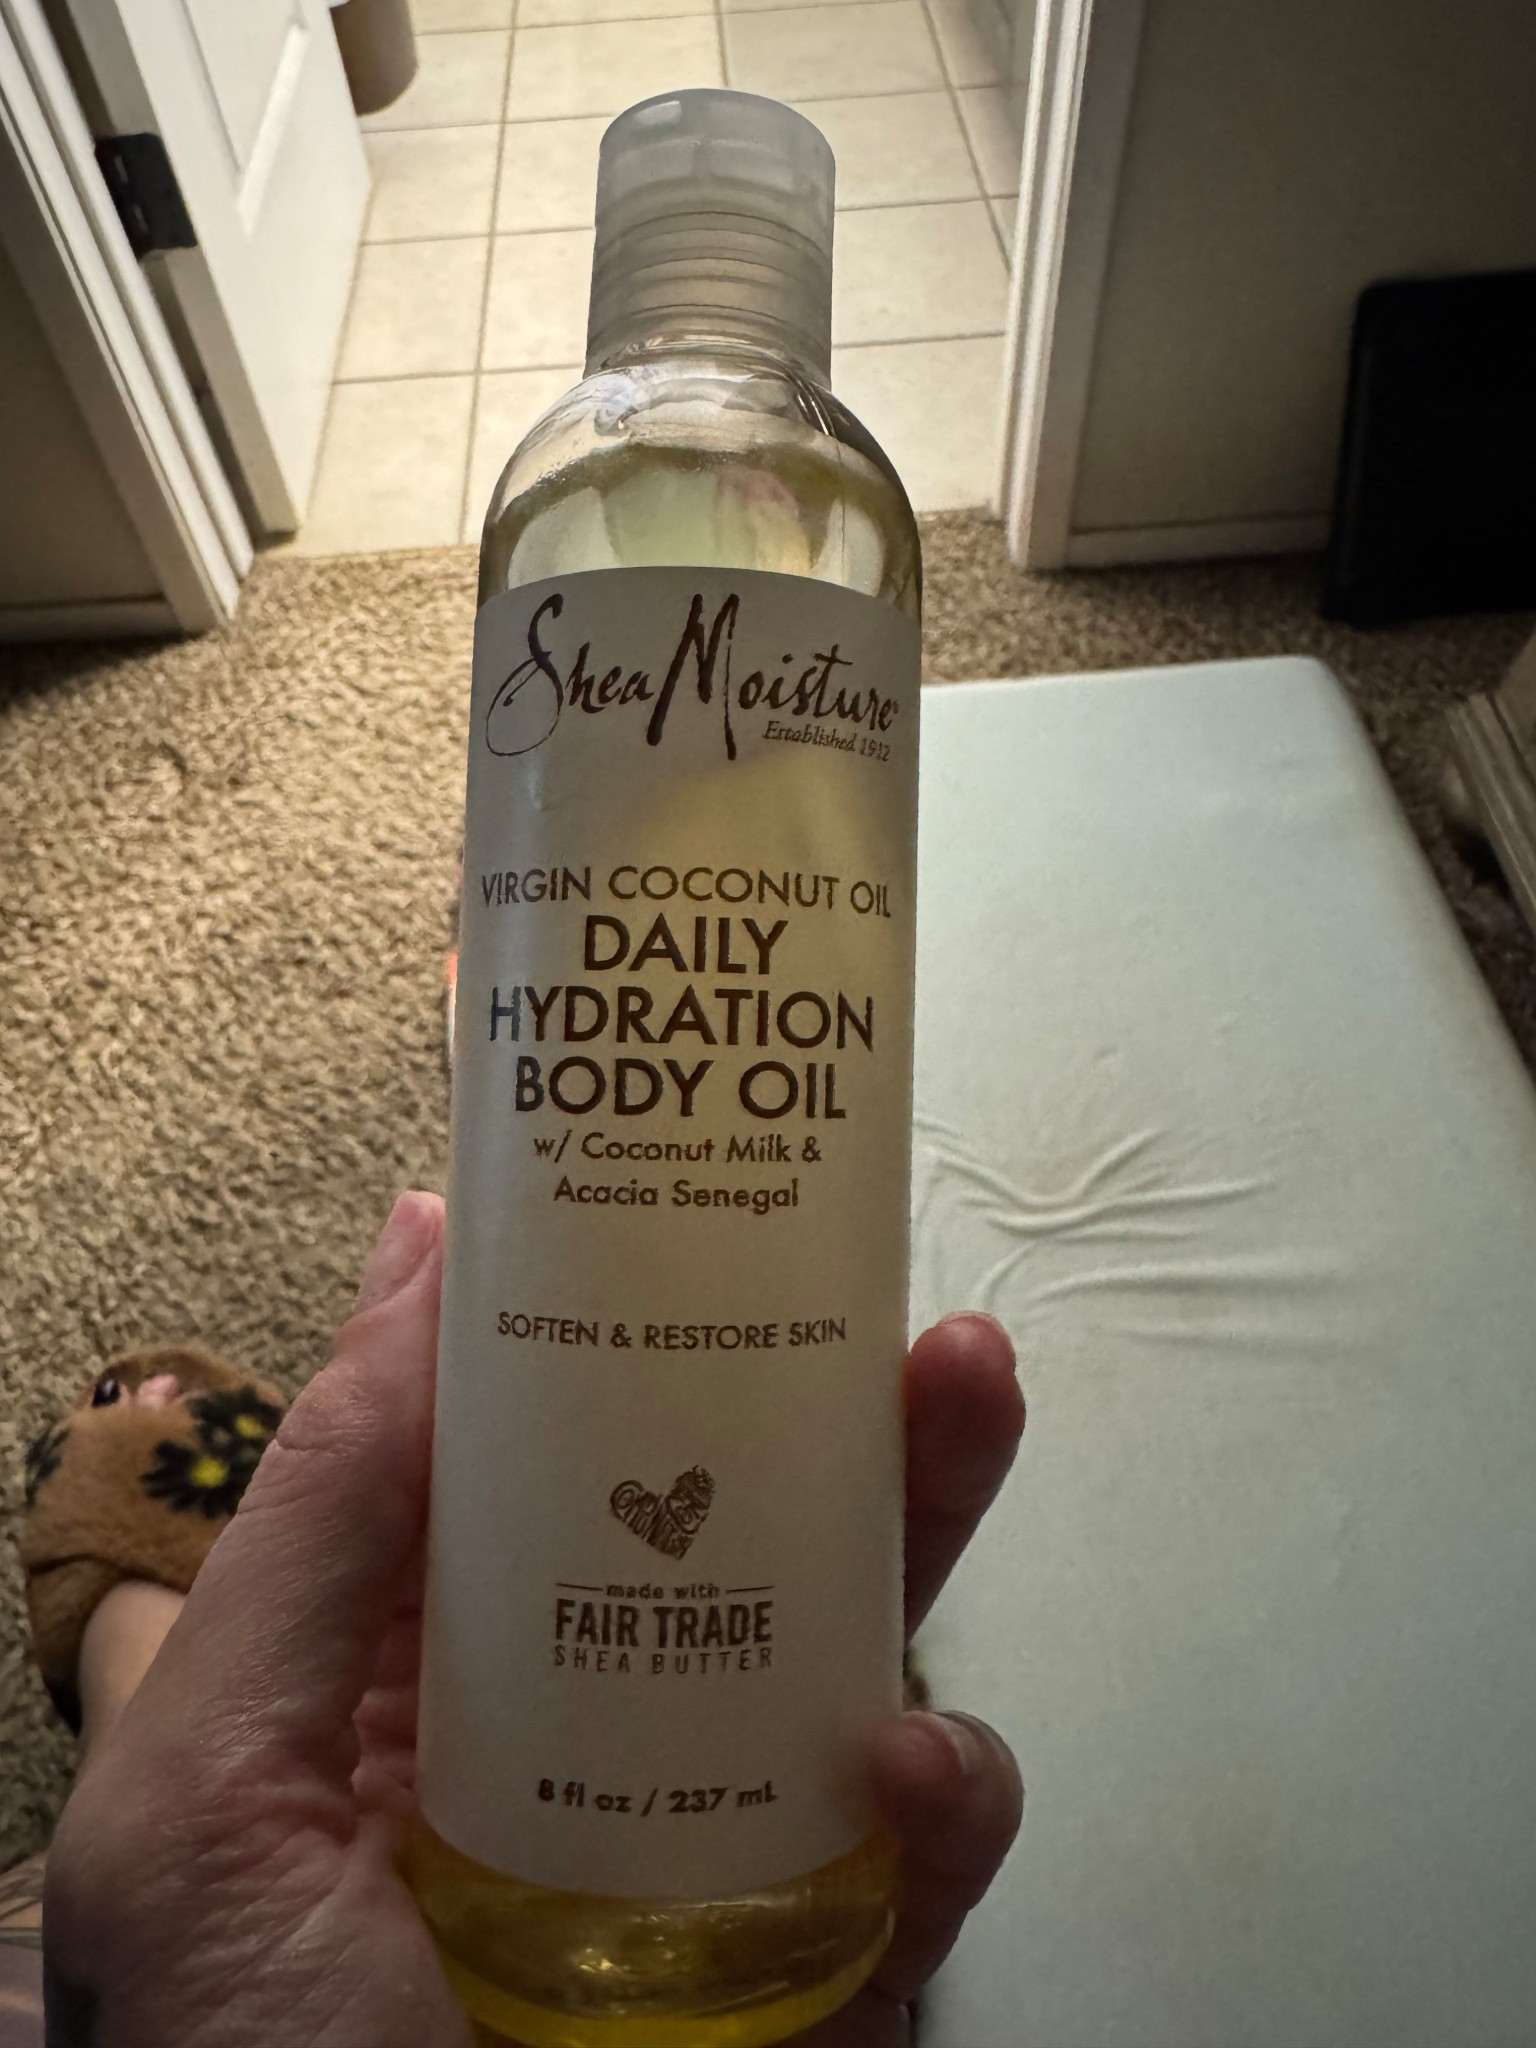 SheaMoisture®
Established 1912
VIRGIN COCONUT OIL
DAILY
HYDRATION
BODY OIL
w/ Coconut Milk &
Acacia Senegal
SOFTEN & RESTORE SKIN
made with
FAIR TRADE
SHEA BUTTER
8 fl oz / 237 mL